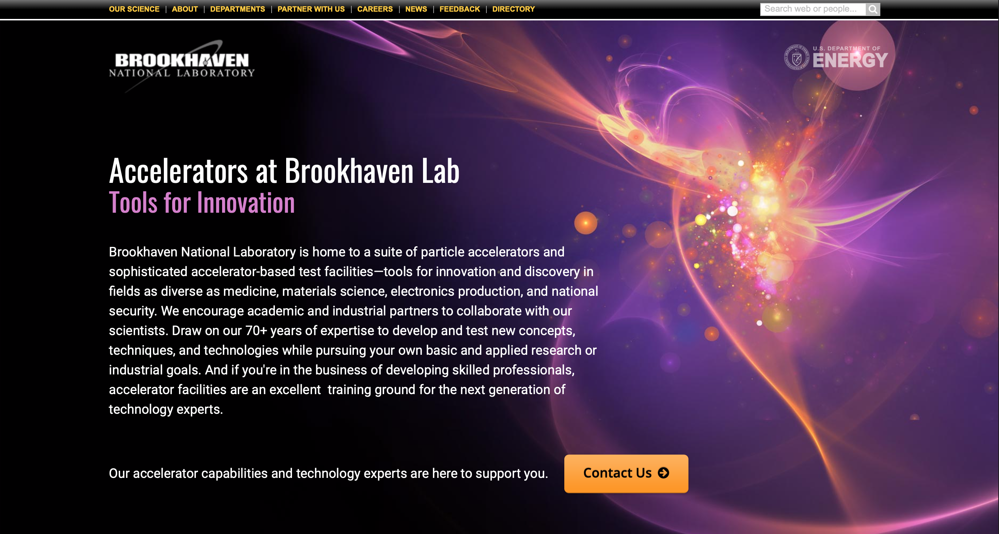 OUR SCIENCE | ABOUT | DEPARTMENTS | PARTNER WITH US | CAREERS | NEWS | FEEDBACK | DIRECTORY
Search web or people...
BROOKHAVEN
NATIONAL LABORATORY
U.S. DEPARTMENT OF
ENERGY
Accelerators at Brookhaven Lab
Tools for Innovation
Brookhaven National Laboratory is home to a suite of particle accelerators and
sophisticated accelerator-based test facilities—tools for innovation and discovery in
fields as diverse as medicine, materials science, electronics production, and national
security. We encourage academic and industrial partners to collaborate with our
scientists. Draw on our 70+ years of expertise to develop and test new concepts,
techniques, and technologies while pursuing your own basic and applied research or
industrial goals. And if you're in the business of developing skilled professionals,
accelerator facilities are an excellent  training ground for the next generation of
technology experts.
Our accelerator capabilities and technology experts are here to support you.
Contact Us